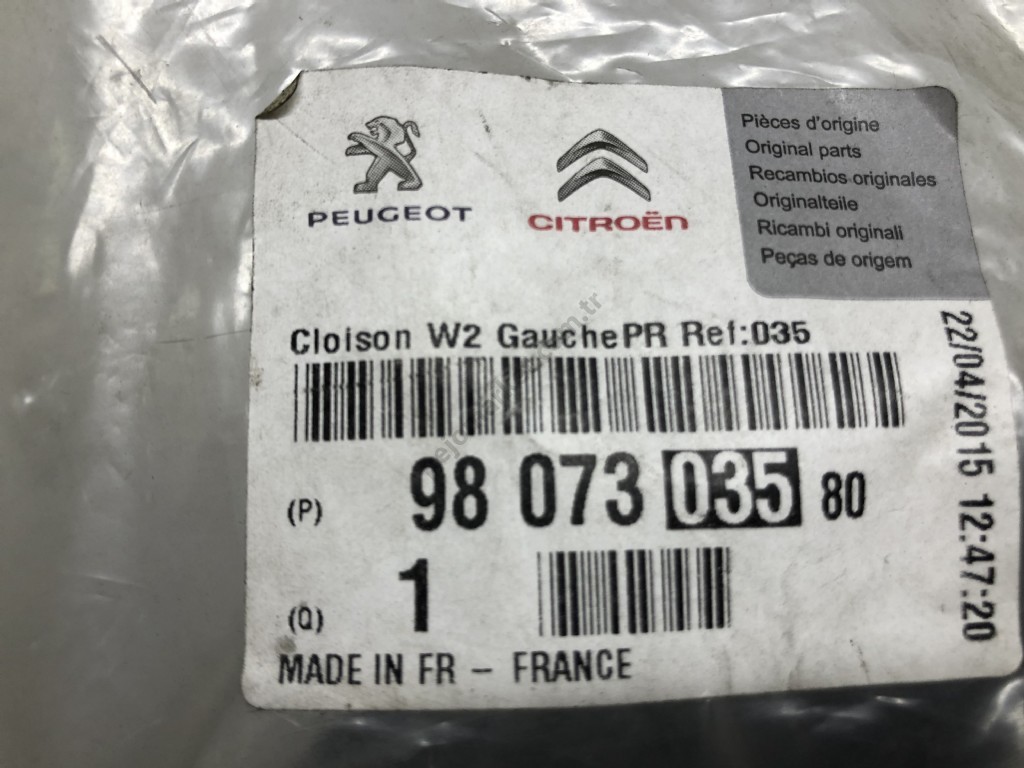 PEUGEOT
CITROËN
Pièces d'origine
Original parts
Recambios originales
Originalteile
Ricambi originali
Peças de origem
Cloison W2 GauchePR Ref:035
(P) 98 073 035 80
(Q) 1
MADE IN FR - FRANCE
22/04/2015 12:47:20